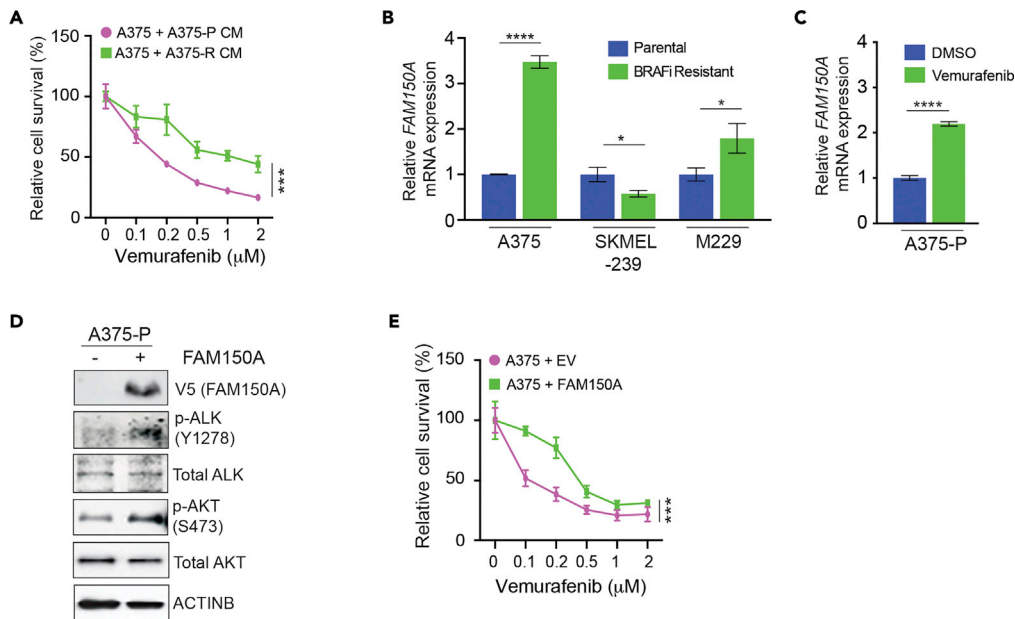 A
Relative cell survival (%)
150
100
50
0
A375 + A375-P CM
A375 + A375-R CM
***
0 0.1 0.2 0.5 1 2
Vemurafenib (μM)
B
Relative FAM150A
mRNA expression
4
3
2
1
0
****
*
*
Parental
BRAFi Resistant
A375
SKMEL
-239
M229
C
Relative FAM150A
mRNA expression
4
3
2
1
0
DMSO
Vemurafenib
****
A375-P
D
A375-P
- + FAM150A
V5 (FAM150A)
p-ALK
(Y1278)
Total ALK
p-AKT
(S473)
Total AKT
ACTINB
E
Relative cell survival (%)
150
100
50
0
A375 + EV
A375 + FAM150A
***
0 0.1 0.2 0.5 1 2
Vemurafenib (μM)